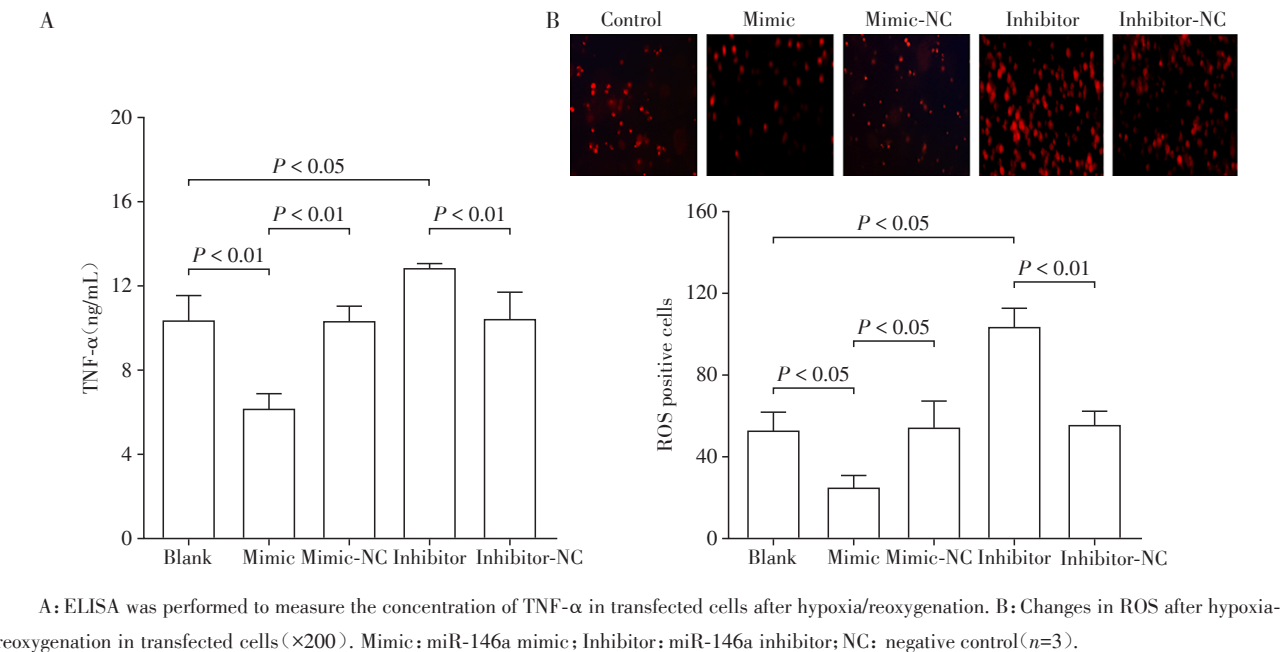 A
B
Control Mimic Mimic-NC Inhibitor Inhibitor-NC
20
16
12
8
4
0
TNF-α(ng/mL)
P < 0.05
P < 0.01
P < 0.01
P < 0.01
Blank Mimic Mimic-NC Inhibitor Inhibitor-NC
160
120
80
40
0
ROS positive cells
P < 0.05
P < 0.01
P < 0.05
P < 0.05
Blank Mimic Mimic-NC Inhibitor Inhibitor-NC
A:ELISA was performed to measure the concentration of TNF-α in transfected cells after hypoxia/reoxygenation. B:Changes in ROS after hypoxia-
reoxygenation in transfected cells(×200). Mimic:miR-146a mimic;Inhibitor:miR-146a inhibitor;NC: negative control(n=3).